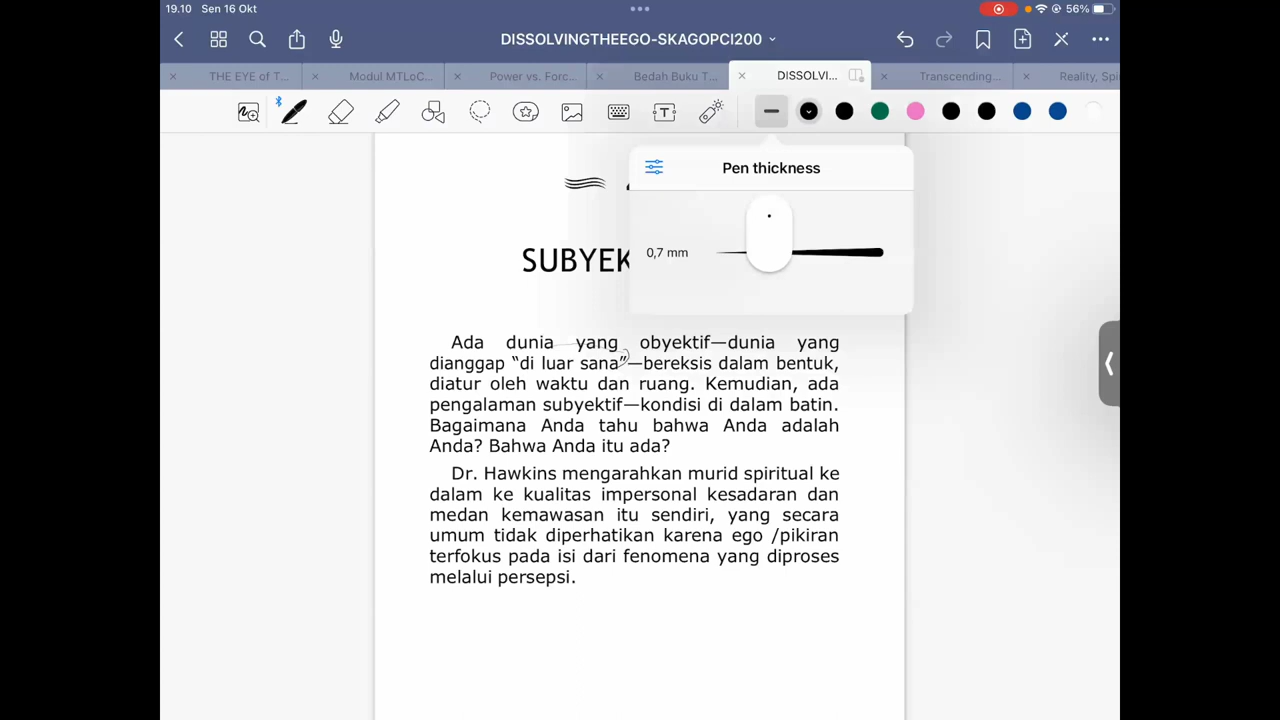 19.10 Sen 16 Okt 56%
DISSOLVINGTHEEGO-SKAGOPCI200
THE EYE of T... Modul MTLoC... Power vs. Forc... Bedah Buku T... DISSOLVI... Transcending... Reality, Spi
Pen thickness
0,7 mm
SUBYEK
Ada dunia yang obyektif—dunia yang
dianggap “di luar sana”—bereksis dalam bentuk,
diatur oleh waktu dan ruang. Kemudian, ada
pengalaman subyektif—kondisi di dalam batin.
Bagaimana Anda tahu bahwa Anda adalah
Anda? Bahwa Anda itu ada?
Dr. Hawkins mengarahkan murid spiritual ke
dalam ke kualitas impersonal kesadaran dan
medan kemawasan itu sendiri, yang secara
umum tidak diperhatikan karena ego /pikiran
terfokus pada isi dari fenomena yang diproses
melalui persepsi.